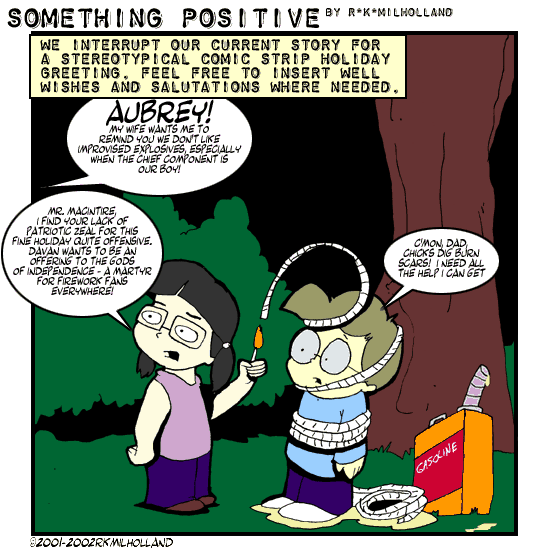 SOMETHING POSITIVE BY R*K*MILHOLLAND
WE INTERRUPT OUR CURRENT STORY FOR
A STEREOTYPICAL COMIC STRIP HOLIDAY
GREETING. FEEL FREE TO INSERT WELL
WISHES AND SALUTATIONS WHERE NEEDED.
AUBREY!
MY WIFE WANTS ME TO
REMIND YOU WE DON'T LIKE
IMPROVISED EXPLOSIVES, ESPECIALLY
WHEN THE CHIEF COMPONENT IS
OUR BOY!
MR. MACINTIRE,
I FIND YOUR LACK OF
PATRIOTIC ZEAL FOR THIS
FINE HOLIDAY QUITE OFFENSIVE.
DAVAN WANTS TO BE AN
OFFERING TO THE GODS
OF INDEPENDENCE - A MARTYR
FOR FIREWORK FANS
EVERYWHERE!
C'MON, DAD,
CHICKS DIG BURN
SCARS! I NEED ALL
THE HELP I CAN GET
GASOLINE
©2001-2002RKMILHOLLAND